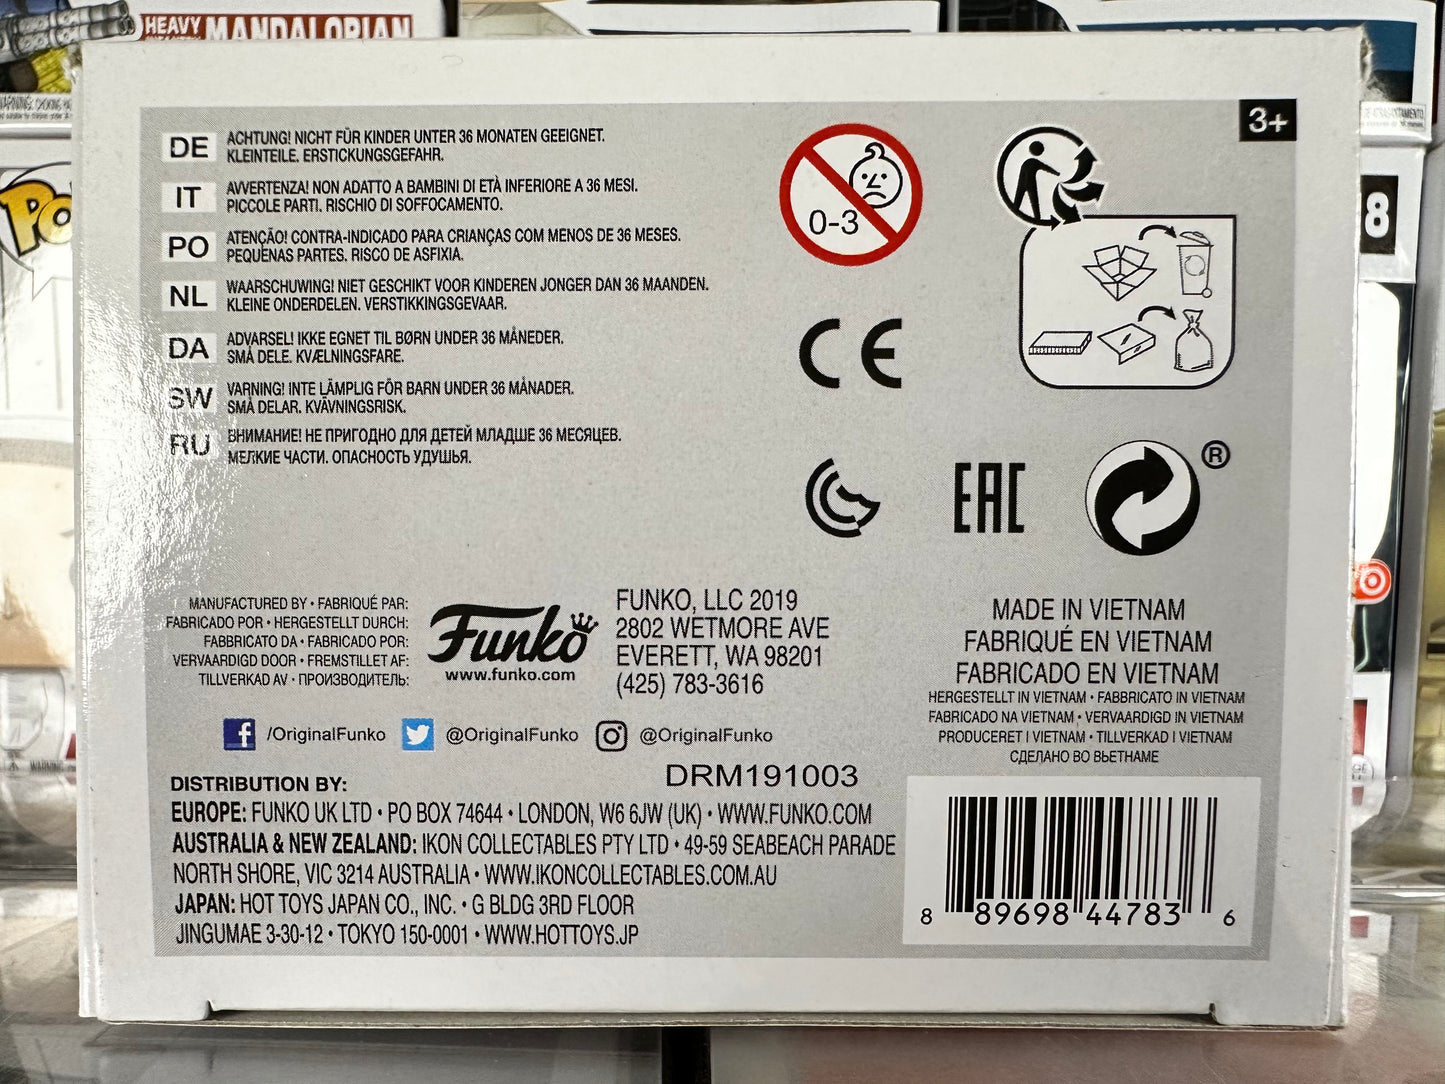 HEAVY
MANDALORIAN
3+
DE ACHTUNG! NICHT FÜR KINDER UNTER 36 MONATEN GEEIGNET.
KLEINTEILE. ERSTICKUNGSGEFAHR.
IT AVVERTENZA! NON ADATTO A BAMBINI DI ETÀ INFERIORE A 36 MESI.
PICCOLE PARTI. RISCHIO DI SOFFOCAMENTO.
PO ATENÇÃO! CONTRA-INDICADO PARA CRIANÇAS COM MENOS DE 36 MESES.
PEQUENAS PARTES. RISCO DE ASFIXIA.
NL WAARSCHUWING! NIET GESCHIKT VOOR KINDEREN JONGER DAN 36 MAANDEN.
KLEINE ONDERDELEN. VERSTIKKINGSGEVAAR.
DA ADVARSEL! IKKE EGNET TIL BØRN UNDER 36 MÅNEDER.
SMÅ DELE. KVÆLNINGSFARE.
SW VARNING! INTE LÄMPLIG FÖR BARN UNDER 36 MÅNADER.
SMÅ DELAR. KVÄVNINGSRISK.
RU ВНИМАНИЕ! НЕ ПРИГОДНО ДЛЯ ДЕТЕЙ МЛАДШЕ 36 МЕСЯЦЕВ.
МЕЛКИЕ ЧАСТИ. ОПАСНОСТЬ УДУШЬЯ.
0-3
CE
EAC
®
8
MANUFACTURED BY • FABRIQUÉ PAR:
FABRICADO POR • HERGESTELLT DURCH:
FABBRICATO DA • FABRICADO POR:
VERVAARDIGD DOOR • FREMSTILLET AF:
TILLVERKAD AV • ПРОИЗВОДИТЕЛЬ:
Funko
www.funko.com
FUNKO, LLC 2019
2802 WETMORE AVE
EVERETT, WA 98201
(425) 783-3616
MADE IN VIETNAM
FABRIQUÉ EN VIETNAM
FABRICADO EN VIETNAM
HERGESTELLT IN VIETNAM • FABBRICATO IN VIETNAM
FABRICADO NA VIETNAM • VERVAARDIGD IN VIETNAM
PRODUCERET I VIETNAM • TILLVERKAD I VIETNAM
СДЕЛАНО ВО ВЬЕТНАМЕ
/OriginalFunko @OriginalFunko @OriginalFunko
DRM191003
DISTRIBUTION BY:
EUROPE: FUNKO UK LTD • PO BOX 74644 • LONDON, W6 6JW (UK) • WWW.FUNKO.COM
AUSTRALIA & NEW ZEALAND: IKON COLLECTABLES PTY LTD • 49-59 SEABEACH PARADE
NORTH SHORE, VIC 3214 AUSTRALIA • WWW.IKONCOLLECTABLES.COM.AU
JAPAN: HOT TOYS JAPAN CO., INC. • G BLDG 3RD FLOOR
JINGUMAE 3-30-12 • TOKYO 150-0001 • WWW.HOTTOYS.JP
8 89698 44783 6